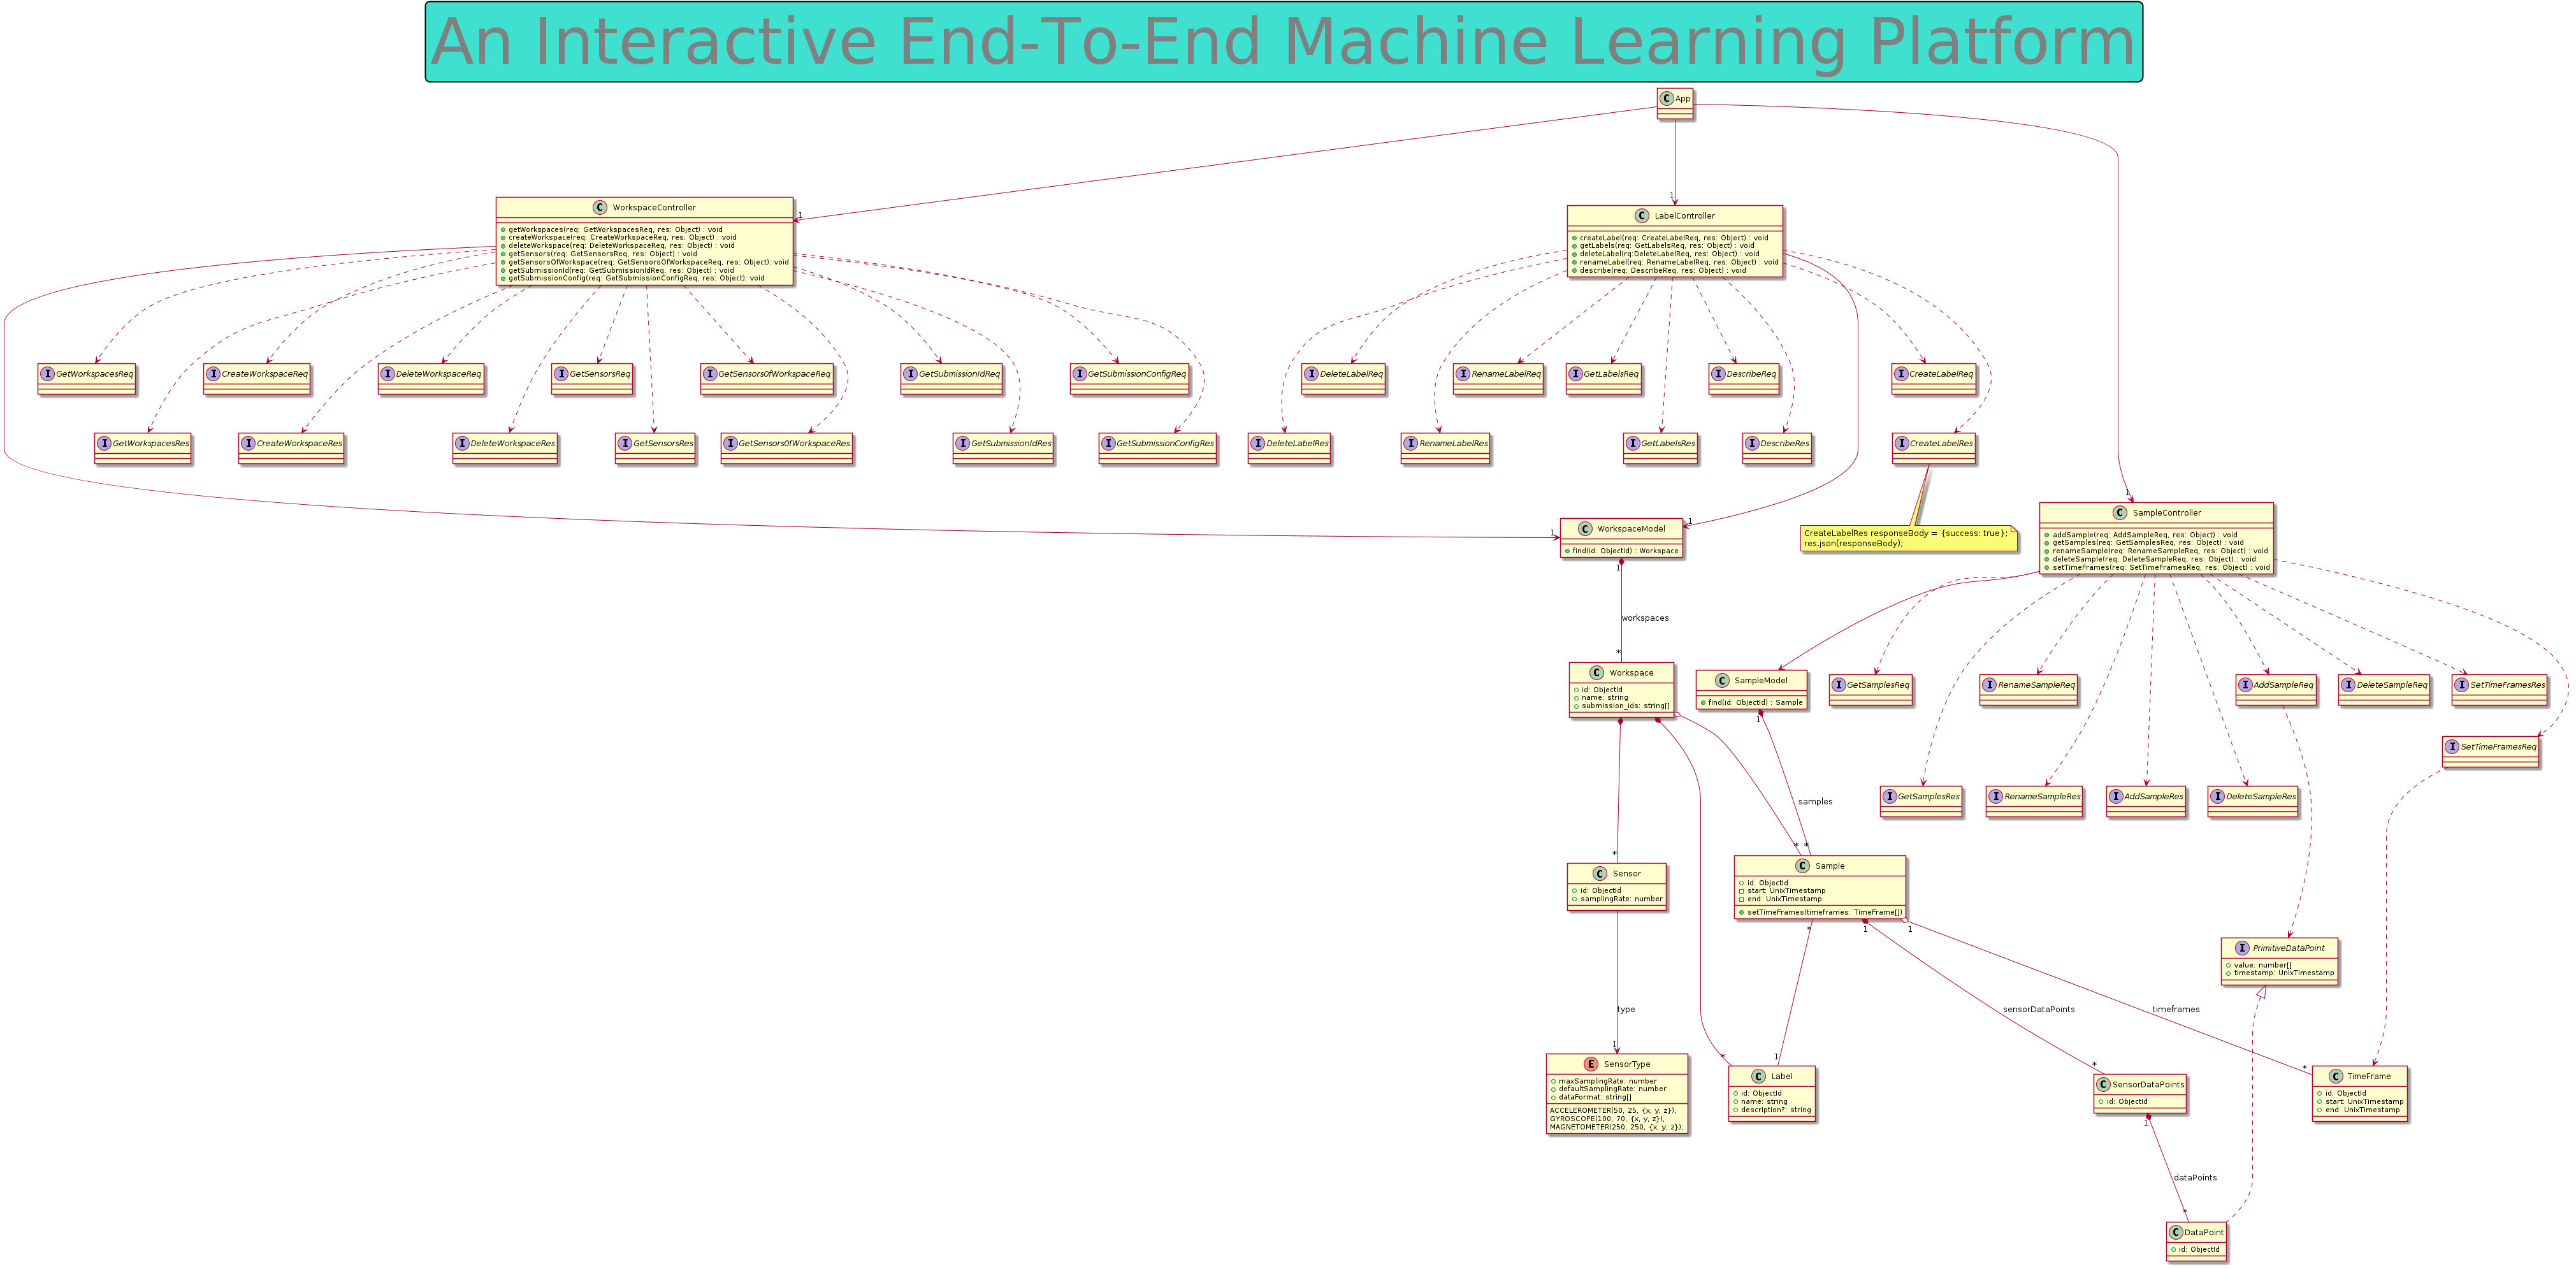 An Interactive End-To-End Machine Learning Platform
C App
1
1
1
C WorkspaceController
getWorkspaces(req: GetWorkspacesReq, res: Object) : void
createWorkspace(req: CreateWorkspaceReq, res: Object) : void
deleteWorkspace(req: DeleteWorkspaceReq, res: Object) : void
getSensors(req: GetSensorsReq, res: Object) : void
getSensorsOfWorkspace(req: GetSensorsOfWorkspaceReq, res: Object): void
getSubmissionId(req: GetSubmissionIdReq, res: Object) : void
getSubmissionConfig(req: GetSubmissionConfigReq, res: Object): void
C LabelController
createLabel(req: CreateLabelReq, res: Object) : void
getLabels(req: GetLabelsReq, res: Object) : void
deleteLabel(rq:DeleteLabelReq, res: Object) : void
renameLabel(req: RenameLabelReq, res: Object) : void
describe(req: DescribeReq, res: Object) : void
I GetWorkspacesReq
I CreateWorkspaceReq
I DeleteWorkspaceReq
I GetSensorsReq
I GetSensorsOfWorkspaceReq
I GetSubmissionIdReq
I GetSubmissionConfigReq
I DeleteLabelReq
I RenameLabelReq
I GetLabelsReq
I DescribeReq
I CreateLabelReq
I GetWorkspacesRes
I CreateWorkspaceRes
I DeleteWorkspaceRes
I GetSensorsRes
I GetSensorsOfWorkspaceRes
I GetSubmissionIdRes
I GetSubmissionConfigRes
I DeleteLabelRes
I RenameLabelRes
I GetLabelsRes
I DescribeRes
I CreateLabelRes
CreateLabelRes responseBody = {success: true};
res.json(responseBody);
1
1
C WorkspaceModel
find(id: ObjectId) : Workspace
1
workspaces
*
C SampleController
addSample(req: AddSampleReq, res: Object) : void
getSamples(req: GetSamplesReq, res: Object) : void
renameSample(req: RenameSampleReq, res: Object) : void
deleteSample(req: DeleteSampleReq, res: Object) : void
setTimeFrames(req: SetTimeFramesReq, res: Object) : void
C Workspace
id: ObjectId
name: string
submission_ids: string[]
C SampleModel
find(id: ObjectId) : Sample
1
samples
*
*
I GetSamplesReq
I RenameSampleReq
I AddSampleReq
I DeleteSampleReq
I SetTimeFramesRes
I SetTimeFramesReq
I GetSamplesRes
I RenameSampleRes
I AddSampleRes
I DeleteSampleRes
*
C Sensor
id: ObjectId
samplingRate: number
C Sample
id: ObjectId
start: UnixTimestamp
end: UnixTimestamp
setTimeFrames(timeframes: TimeFrame[])
*
1
1
I PrimitiveDataPoint
value: number[]
timestamp: UnixTimestamp
type
1
sensorDataPoints
timeframes
*
1
*
*
E SensorType
maxSamplingRate: number
defaultSamplingRate: number
dataFormat: string[]
ACCELEROMETER(50, 25, {x, y, z}),
GYROSCOPE(100, 70, {x, y, z}),
MAGNETOMETER(250, 250, {x, y, z});
C Label
id: ObjectId
name: string
description?: string
C SensorDataPoints
id: ObjectId
C TimeFrame
id: ObjectId
start: UnixTimestamp
end: UnixTimestamp
1
dataPoints
*
C DataPoint
id: ObjectId